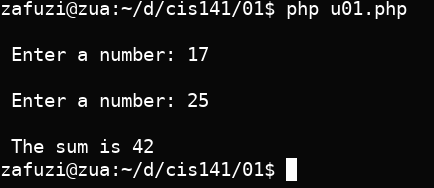 zafuzi@zua:~/d/cis141/01$ php u01.php
Enter a number: 17
Enter a number: 25
The sum is 42
zafuzi@zua:~/d/cis141/01$